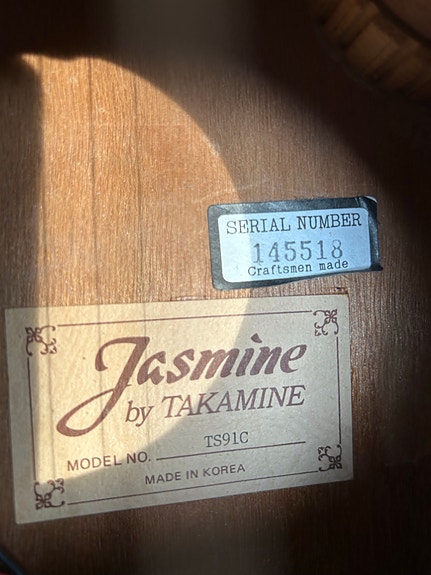 SERIAL NUMBER
145518
Craftsmen made
Jasmine
by TAKAMINE
MODEL NO. TS91C
MADE IN KOREA